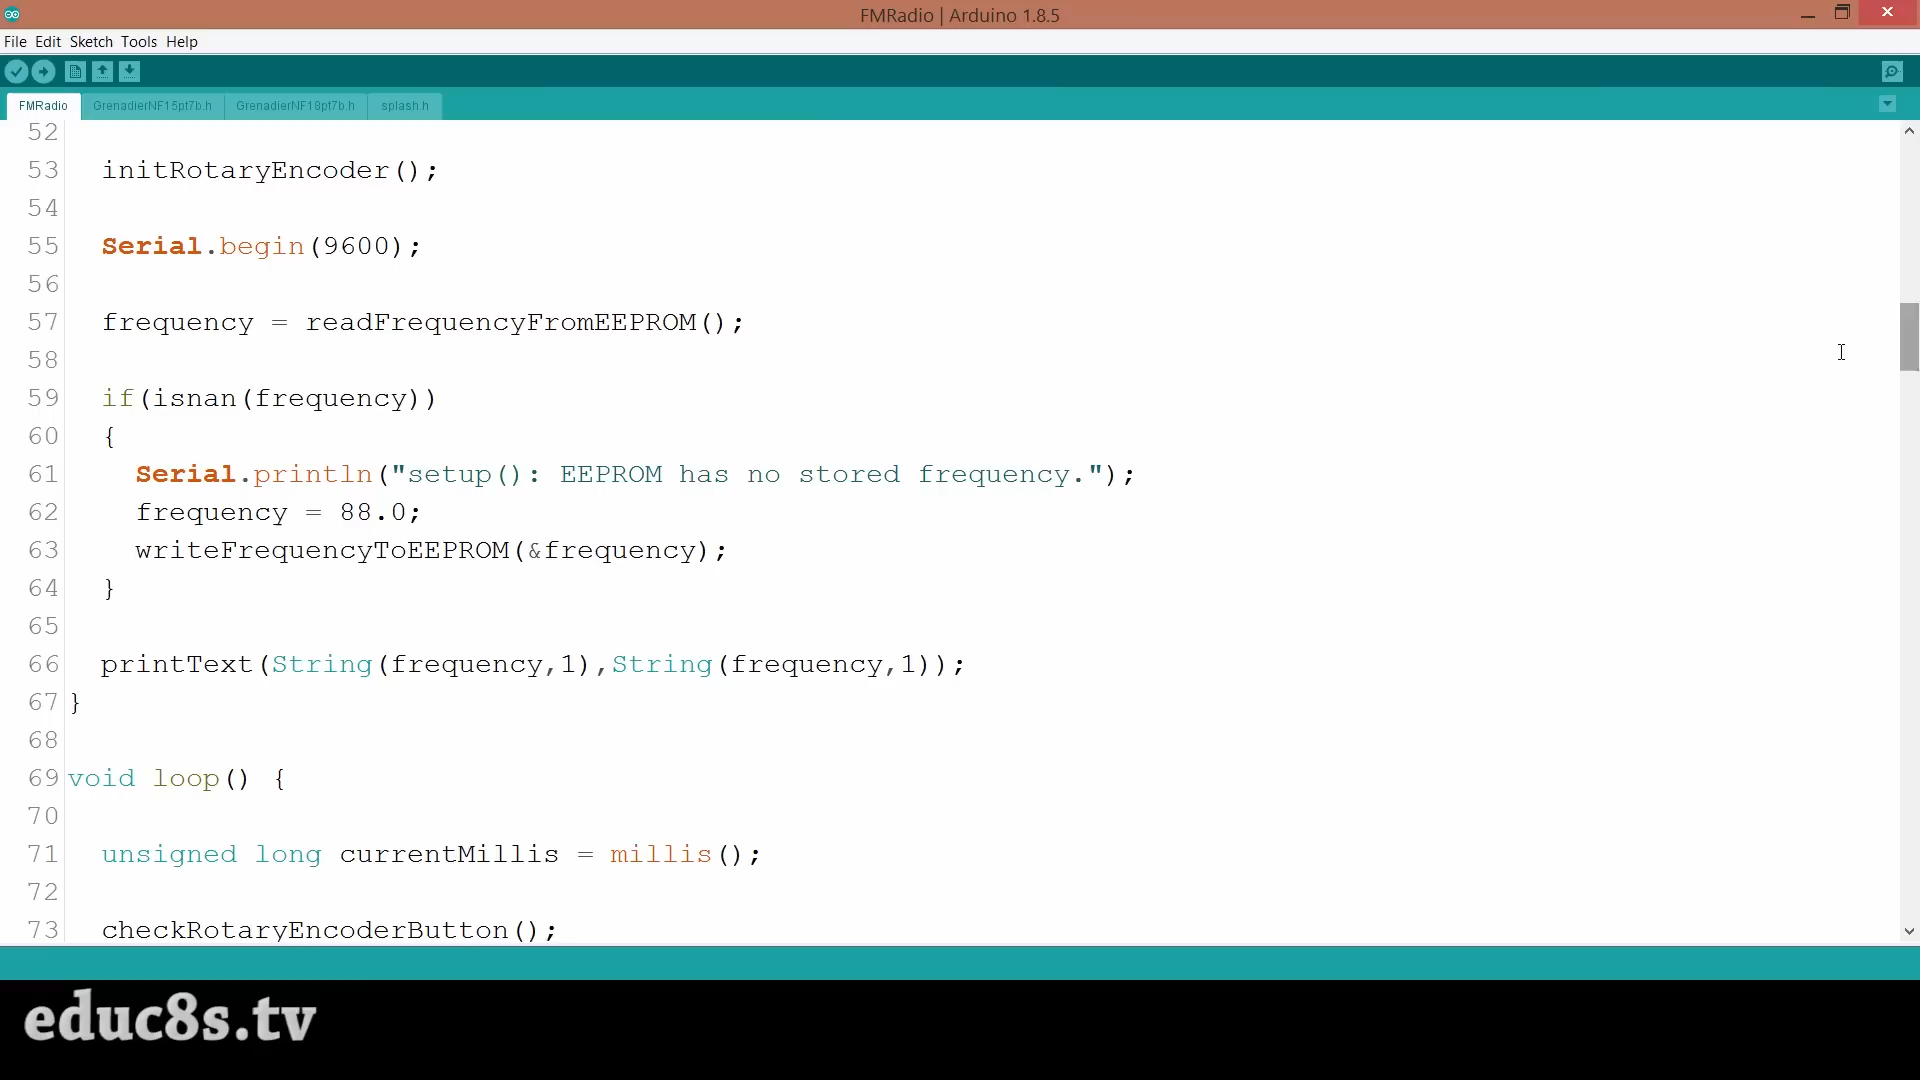 FMRadio | Arduino 1.8.5
File Edit Sketch Tools Help
FMRadio GrenadierNF15pt7b.h GrenadierNF18pt7b.h splash.h
52
53 initRotaryEncoder();
54
55 Serial.begin(9600);
56
57 frequency = readFrequencyFromEEPROM();
58
59 if(isnan(frequency))
60 {
61 Serial.println("setup(): EEPROM has no stored frequency.");
62 frequency = 88.0;
63 writeFrequencyToEEPROM(&frequency);
64 }
65
66 printText(String(frequency,1),String(frequency,1));
67 }
68
69 void loop() {
70
71 unsigned long currentMillis = millis();
72
73 checkRotaryEncoderButton();
educ8s.tv